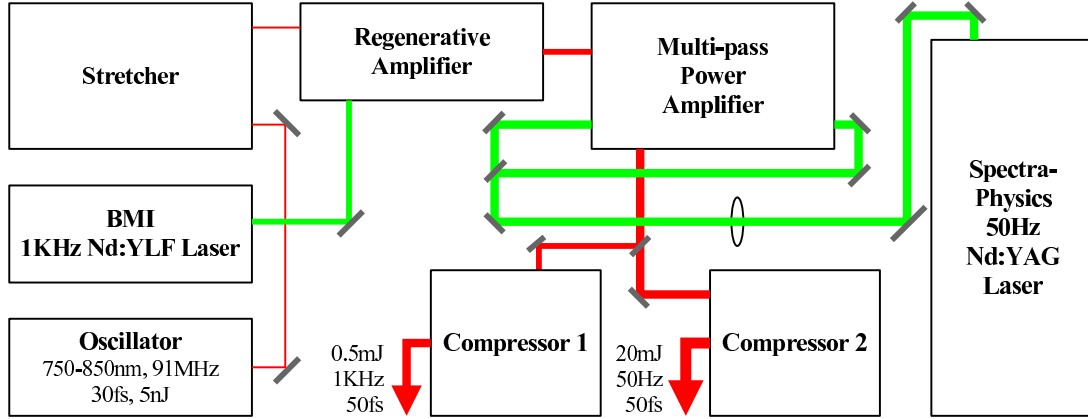 Stretcher
Regenerative
Amplifier
Multi-pass
Power
Amplifier
Spectra-
Physics
50Hz
Nd:YAG
Laser
BMI
1KHz Nd:YLF Laser
Oscillator
750-850nm, 91MHz
30fs, 5nJ
0.5mJ
1KHz
50fs
Compressor 1
20mJ
50Hz
50fs
Compressor 2